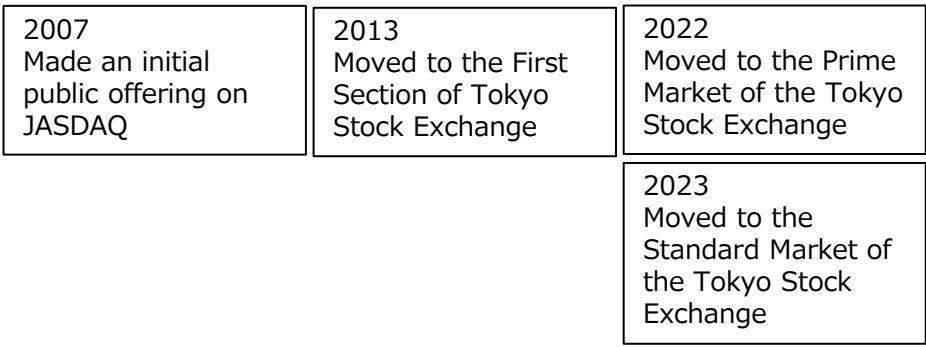 2007
Made an initial
public offering on
JASDAQ
2013
Moved to the First
Section of Tokyo
Stock Exchange
2022
Moved to the Prime
Market of the Tokyo
Stock Exchange
2023
Moved to the
Standard Market of
the Tokyo Stock
Exchange